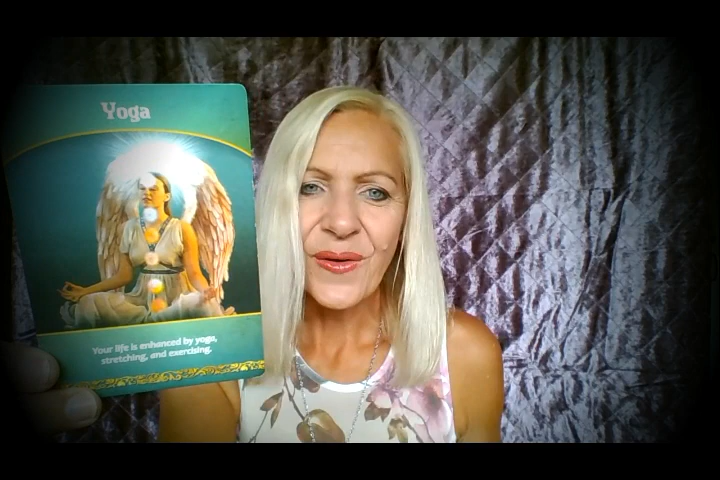 Yoga
Your life is enhanced by yoga,
stretching, and exercising.